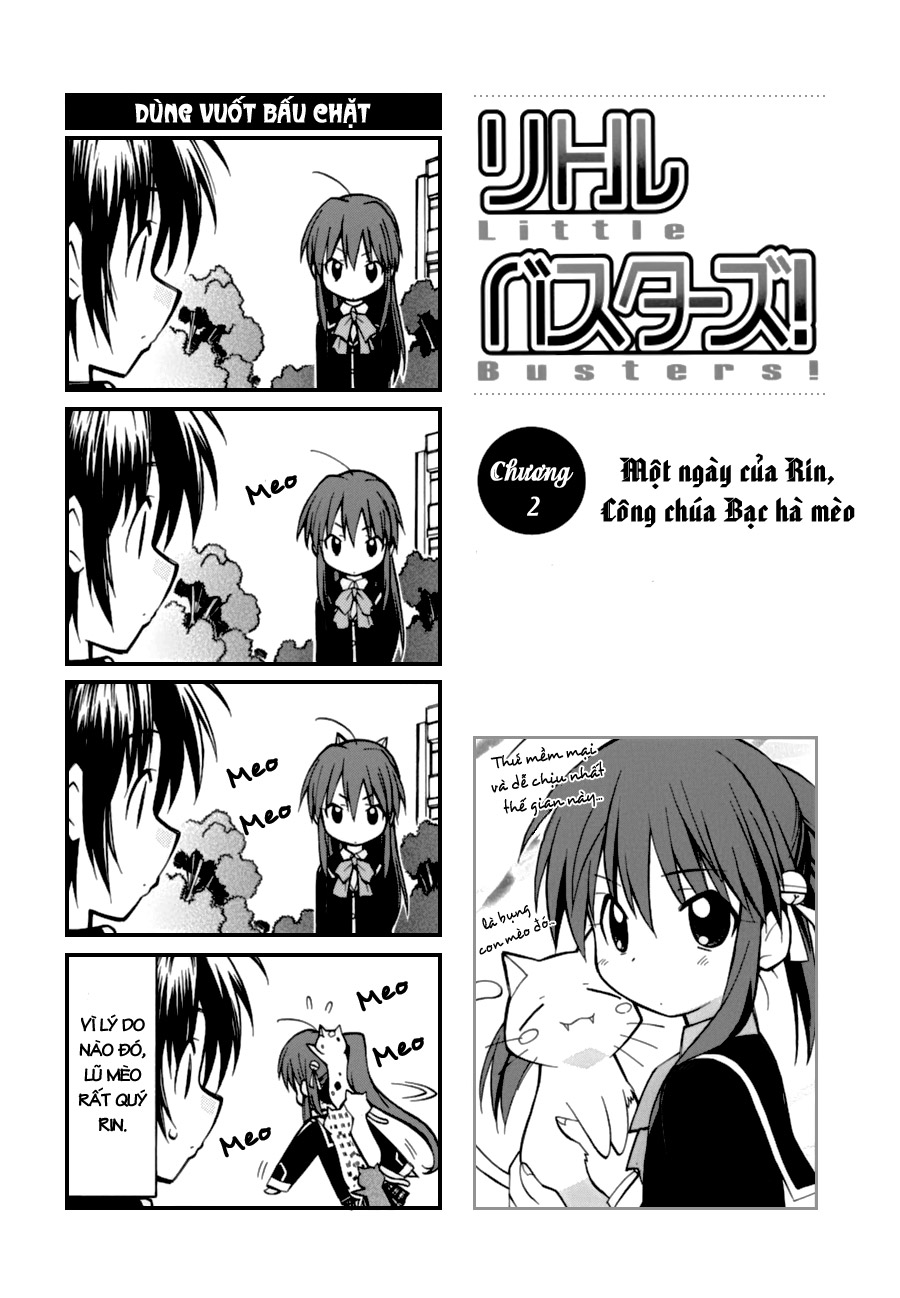 リトル
Little
バスターズ!
Busters!
Chương
2
Một ngày của Rin,
Công chúa Bạc hà mèo
Thứ mềm mại
và dễ chịu nhất
thế gian này...
là bụng
con mèo đó...
DÙNG VUỐT BẤU CHẶT
Meo
Meo
Meo
Meo
Meo
Meo
VÌ LÝ DO
NÀO ĐÓ,
LŨ MÈO
RẤT QUÝ
RIN.